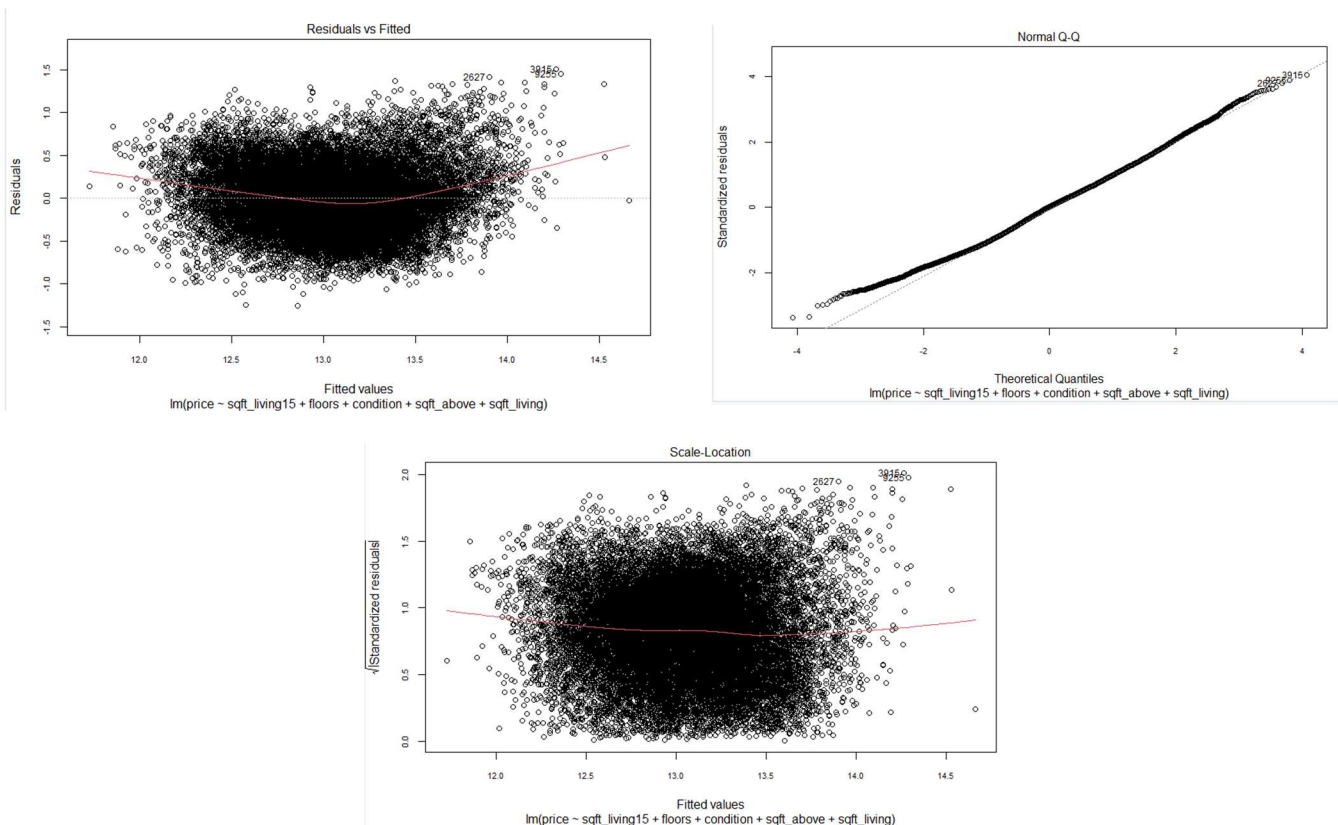 Residuals vs Fitted
Residuals
1.5
1.0
0.5
0.0
-0.5
-1.0
-1.5
3915
9255
2627
12.0 12.5 13.0 13.5 14.0 14.5
Fitted values
lm(price ~ sqft_living15 + floors + condition + sqft_above + sqft_living)
Normal Q-Q
Standardized residuals
4
2
0
-2
3915
-4 -2 0 2 4
Theoretical Quantiles
lm(price ~ sqft_living15 + floors + condition + sqft_above + sqft_living)
Scale-Location
√|Standardized residuals|
2.0
1.5
1.0
0.5
0.0
3915
9255
2627
12.0 12.5 13.0 13.5 14.0 14.5
Fitted values
lm(price ~ sqft_living15 + floors + condition + sqft_above + sqft_living)